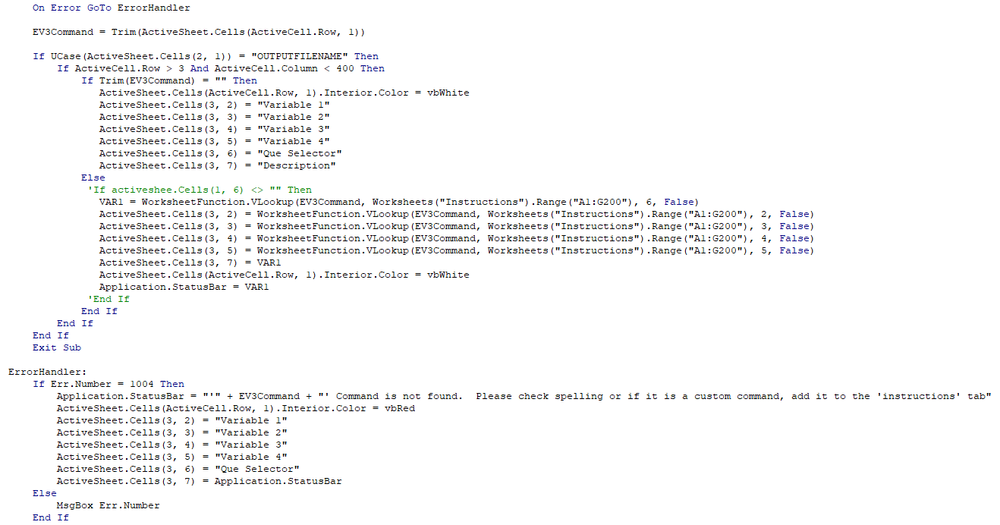 On Error GoTo ErrorHandler
EV3Command = Trim(ActiveSheet.Cells(ActiveCell.Row, 1))
If UCase(ActiveSheet.Cells(2, 1)) = "OUTPUTFILENAME" Then
If ActiveCell.Row > 3 And ActiveCell.Column < 400 Then
If Trim(EV3Command) = "" Then
ActiveSheet.Cells(ActiveCell.Row, 1).Interior.Color = vbWhite
ActiveSheet.Cells(3, 2) = "Variable 1"
ActiveSheet.Cells(3, 3) = "Variable 2"
ActiveSheet.Cells(3, 4) = "Variable 3"
ActiveSheet.Cells(3, 5) = "Variable 4"
ActiveSheet.Cells(3, 6) = "Que Selector"
ActiveSheet.Cells(3, 7) = "Description"
Else
'If activeshee.Cells(1, 6) <> "" Then
VAR1 = WorksheetFunction.VLookup(EV3Command, Worksheets("Instructions").Range("A1:G200"), 6, False)
ActiveSheet.Cells(3, 2) = WorksheetFunction.VLookup(EV3Command, Worksheets("Instructions").Range("A1:G200"), 2, False)
ActiveSheet.Cells(3, 3) = WorksheetFunction.VLookup(EV3Command, Worksheets("Instructions").Range("A1:G200"), 3, False)
ActiveSheet.Cells(3, 4) = WorksheetFunction.VLookup(EV3Command, Worksheets("Instructions").Range("A1:G200"), 4, False)
ActiveSheet.Cells(3, 5) = WorksheetFunction.VLookup(EV3Command, Worksheets("Instructions").Range("A1:G200"), 5, False)
ActiveSheet.Cells(3, 7) = VAR1
ActiveSheet.Cells(ActiveCell.Row, 1).Interior.Color = vbWhite
Application.StatusBar = VAR1
'End If
End If
End If
End If
Exit Sub
ErrorHandler:
If Err.Number = 1004 Then
Application.StatusBar = "'" + EV3Command + "' Command is not found.  Please check spelling or if it is a custom command, add it to the 'instructions' tab"
ActiveSheet.Cells(ActiveCell.Row, 1).Interior.Color = vbRed
ActiveSheet.Cells(3, 2) = "Variable 1"
ActiveSheet.Cells(3, 3) = "Variable 2"
ActiveSheet.Cells(3, 4) = "Variable 3"
ActiveSheet.Cells(3, 5) = "Variable 4"
ActiveSheet.Cells(3, 6) = "Que Selector"
ActiveSheet.Cells(3, 7) = Application.StatusBar
Else
MsgBox Err.Number
End If